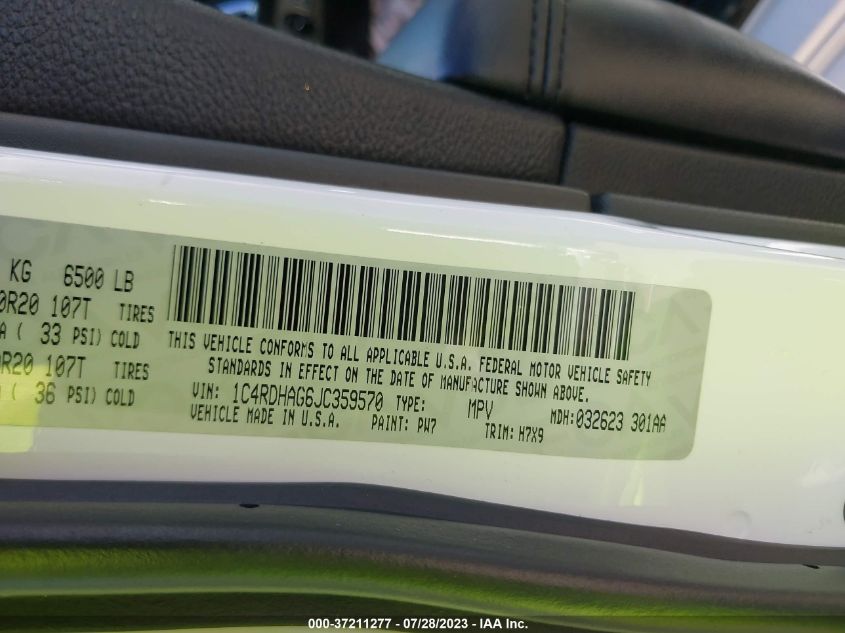 KG 6500 LB
0R20 107T TIRES
A ( 33 PSI) COLD
0R20 107T TIRES
( 36 PSI) COLD
THIS VEHICLE CONFORMS TO ALL APPLICABLE U.S.A. FEDERAL MOTOR VEHICLE SAFETY
STANDARDS IN EFFECT ON THE DATE OF MANUFACTURE SHOWN ABOVE.
VIN: 1C4RDHAG6JC359570 TYPE: MPV MDH:032623 301AA
VEHICLE MADE IN U.S.A. PAINT: PW7 TRIM: H7X9
000-37211277 - 07/28/2023 - IAA Inc.